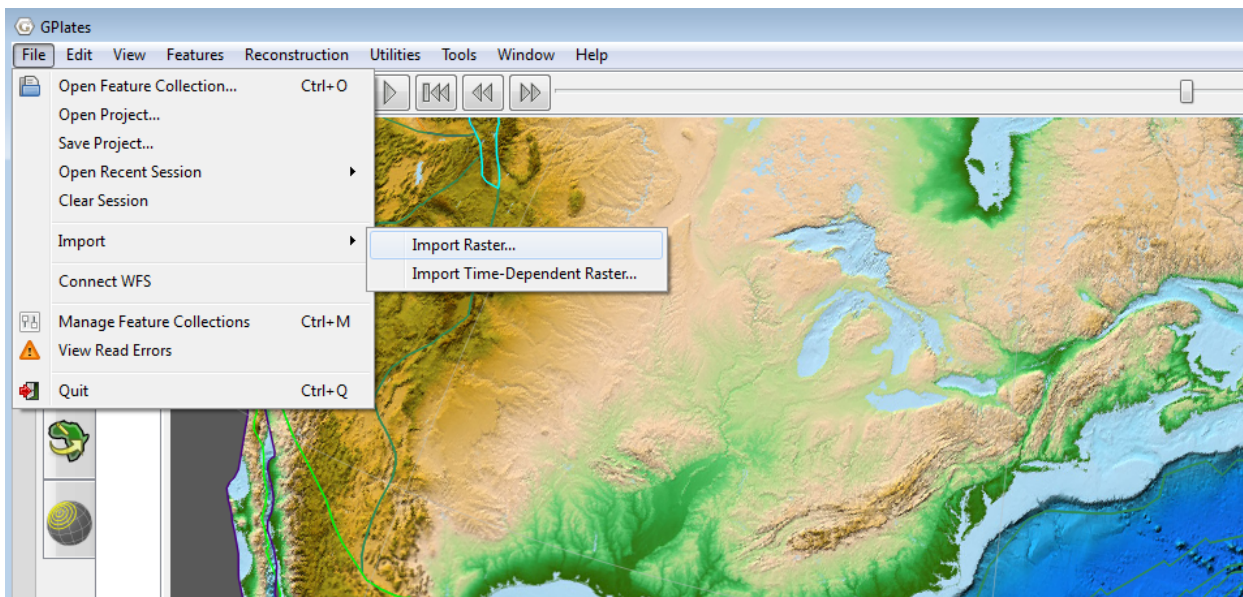 GPlates
File Edit View Features Reconstruction Utilities Tools Window Help
Open Feature Collection... Ctrl+O
Open Project...
Save Project...
Open Recent Session
Clear Session
Import
Import Raster...
Import Time-Dependent Raster...
Connect WFS
Manage Feature Collections Ctrl+M
View Read Errors
Quit Ctrl+Q